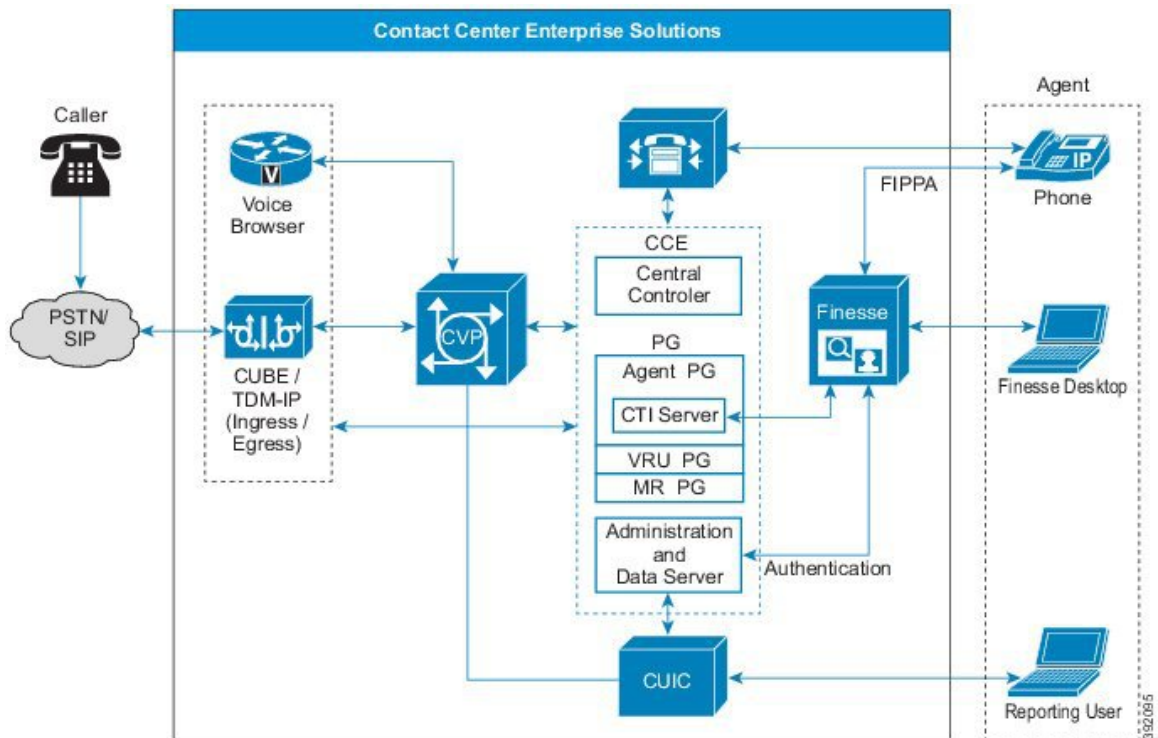 Contact Center Enterprise Solutions
Caller
PSTN/
SIP
V
Voice
Browser
CUBE /
TDM-IP
(Ingress /
Egress)
CVP
CCE
Central
Controler
PG
Agent PG
CTI Server
VRU PG
MR PG
Administration
and
Data Server
Authentication
CUIC
FIPPA
Finesse
Agent
IP
Phone
Finesse Desktop
Reporting User
392095